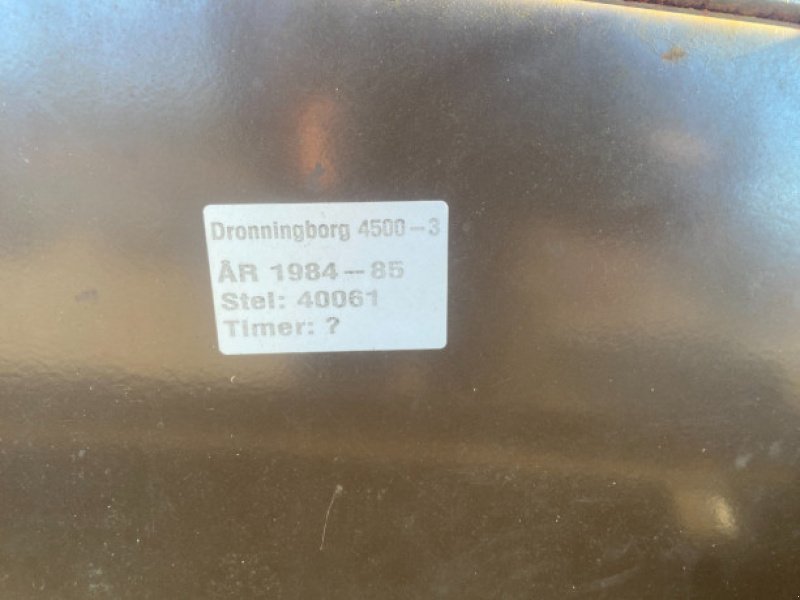 Dronningborg 4500-3
ÅR 1984-85
Stel: 40061
Timer: ?